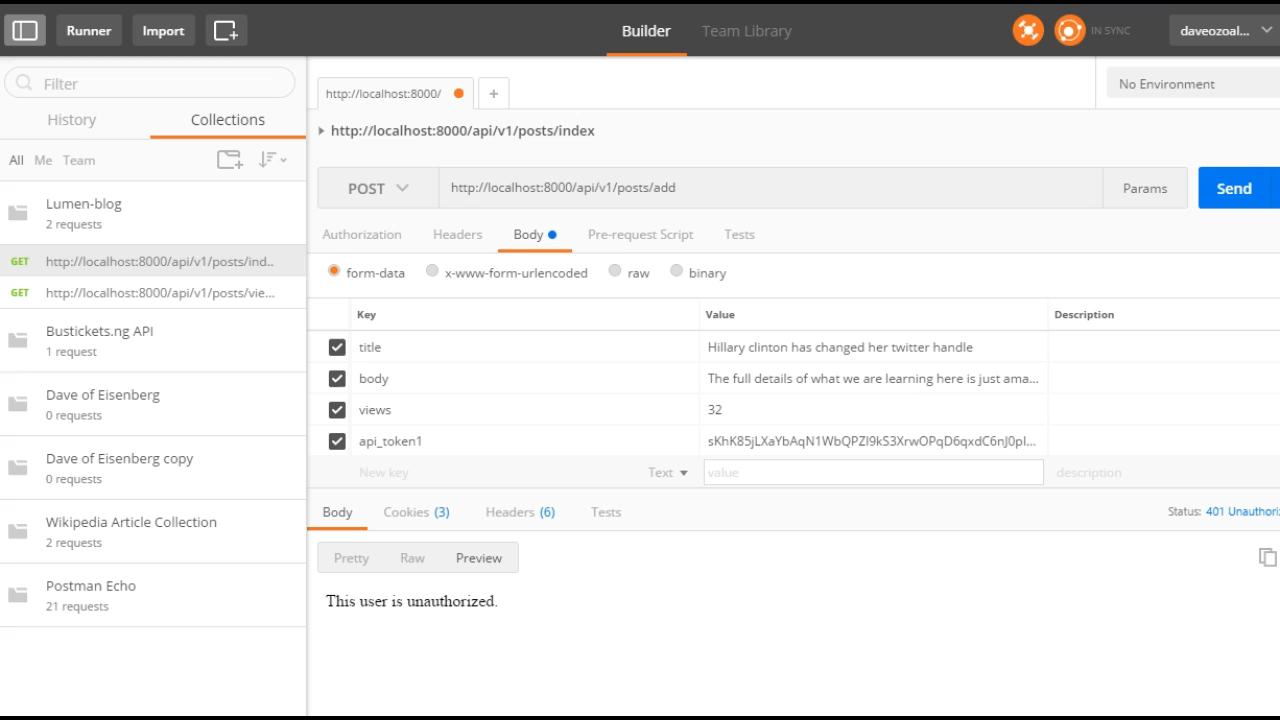 Runner
Import
Builder
Team Library
IN SYNC
daveozoal...
Filter
History
Collections
All Me Team
Lumen-blog
2 requests
GET http://localhost:8000/api/v1/posts/ind..
GET http://localhost:8000/api/v1/posts/vie...
Bustickets.ng API
1 request
Dave of Eisenberg
0 requests
Dave of Eisenberg copy
0 requests
Wikipedia Article Collection
2 requests
Postman Echo
21 requests
http://localhost:8000/
+
No Environment
http://localhost:8000/api/v1/posts/index
POST
http://localhost:8000/api/v1/posts/add
Params
Send
Authorization
Headers
Body
Pre-request Script
Tests
form-data
x-www-form-urlencoded
raw
binary
Key Value Description
title Hillary clinton has changed her twitter handle
body The full details of what we are learning here is just ama...
views 32
api_token1 sKhK85jLXaYbAqN1WbQPZI9kS3XrwOPqD6qxdC6nJ0pI...
New key Text value description
Body
Cookies (3)
Headers (6)
Tests
Status: 401 Unauthori
Pretty
Raw
Preview
This user is unauthorized.